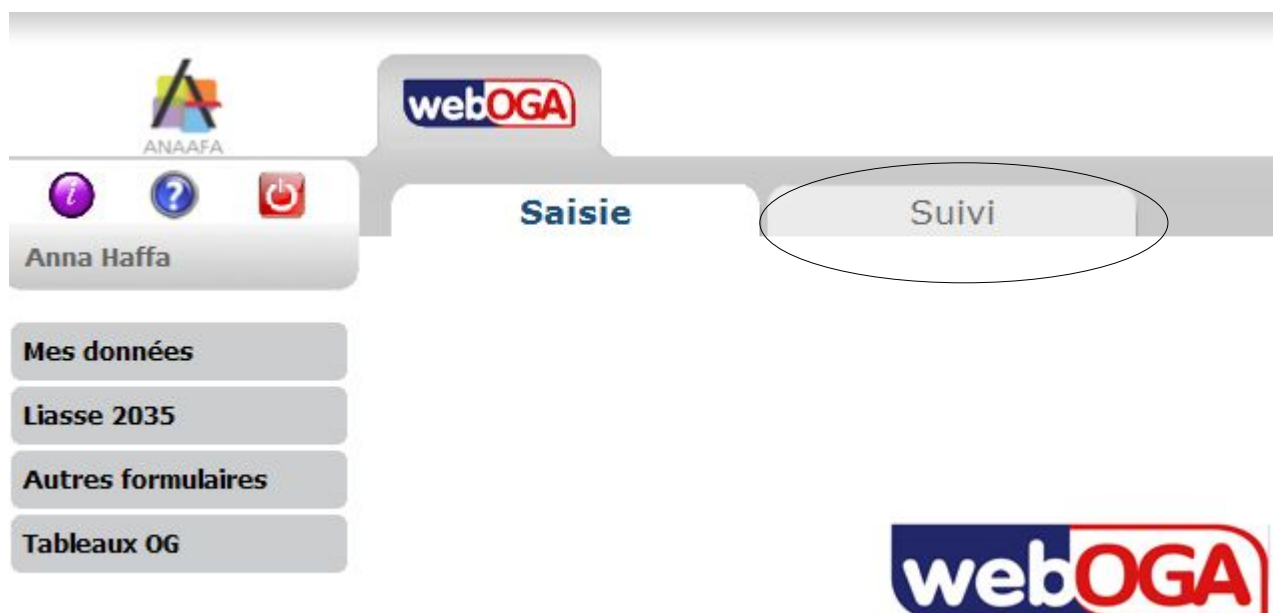 ANAAFA
webOGA
i ?
Saisie
Suivi
Anna Haffa
Mes données
Liasse 2035
Autres formulaires
Tableaux OG
webOGA